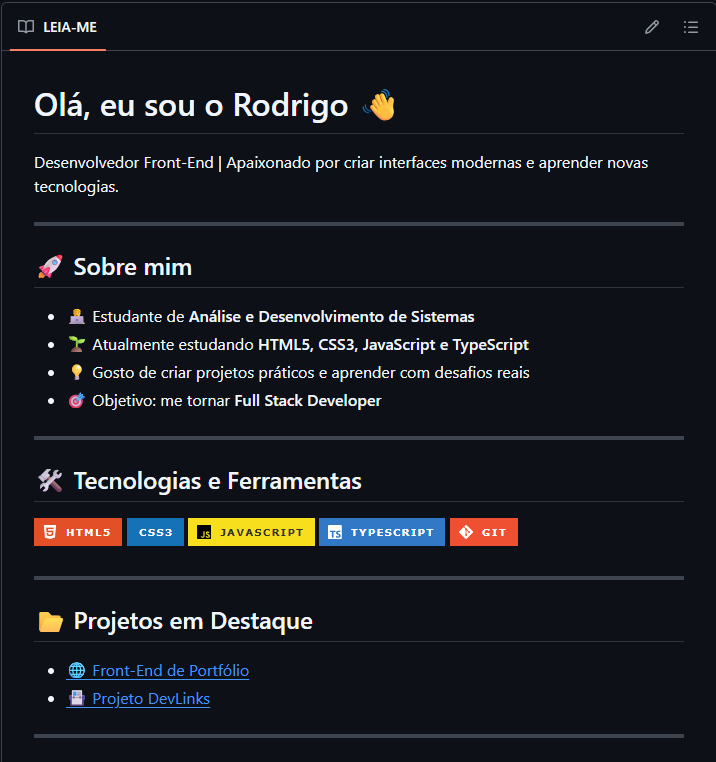 LEIA-ME
Olá, eu sou o Rodrigo 👋
Desenvolvedor Front-End | Apaixonado por criar interfaces modernas e aprender novas
tecnologias.
🚀 Sobre mim
• 👨‍💻 Estudante de Análise e Desenvolvimento de Sistemas
• 🌱 Atualmente estudando HTML5, CSS3, JavaScript e TypeScript
• 💡 Gosto de criar projetos práticos e aprender com desafios reais
• 🎯 Objetivo: me tornar Full Stack Developer
🛠️ Tecnologias e Ferramentas
HTML5 CSS3 JS JAVASCRIPT TS TYPESCRIPT GIT
📂 Projetos em Destaque
• 🌐 Front-End de Portfólio
• 📱 Projeto DevLinks